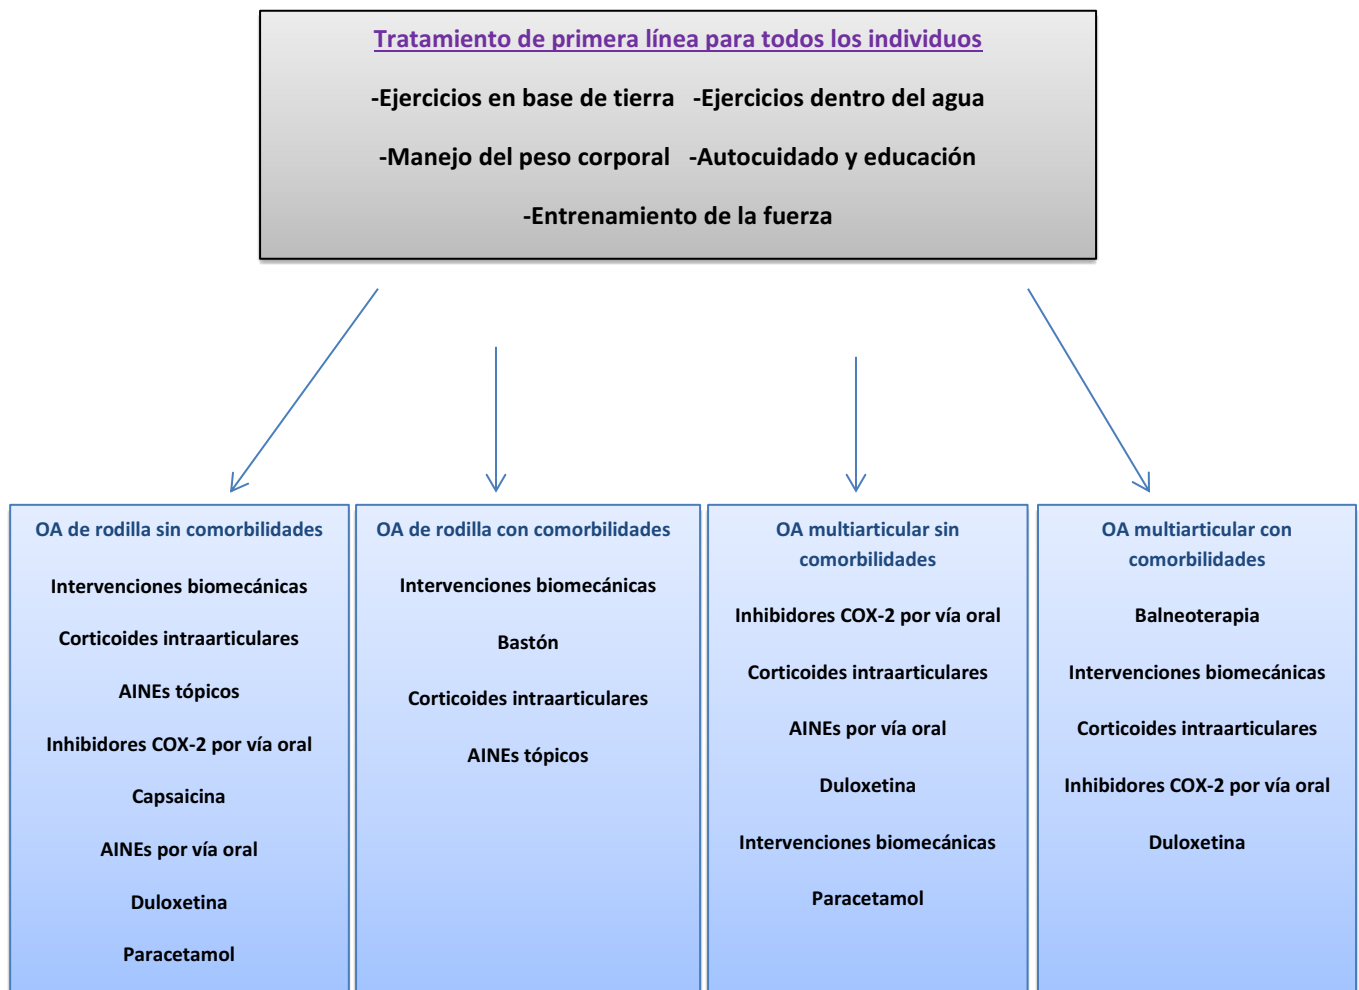 Tratamiento de primera línea para todos los individuos
-Ejercicios en base de tierra -Ejercicios dentro del agua
-Manejo del peso corporal -Autocuidado y educación
-Entrenamiento de la fuerza
OA de rodilla sin comorbilidades
Intervenciones biomecánicas
Corticoides intraarticulares
AINEs tópicos
Inhibidores COX-2 por vía oral
Capsaicina
AINEs por vía oral
Duloxetina
Paracetamol
OA de rodilla con comorbilidades
Intervenciones biomecánicas
Bastón
Corticoides intraarticulares
AINEs tópicos
OA multiarticular sin
comorbilidades
Inhibidores COX-2 por vía oral
Corticoides intraarticulares
AINEs por vía oral
Duloxetina
Intervenciones biomecánicas
Paracetamol
OA multiarticular con
comorbilidades
Balneoterapia
Intervenciones biomecánicas
Corticoides intraarticulares
Inhibidores COX-2 por vía oral
Duloxetina